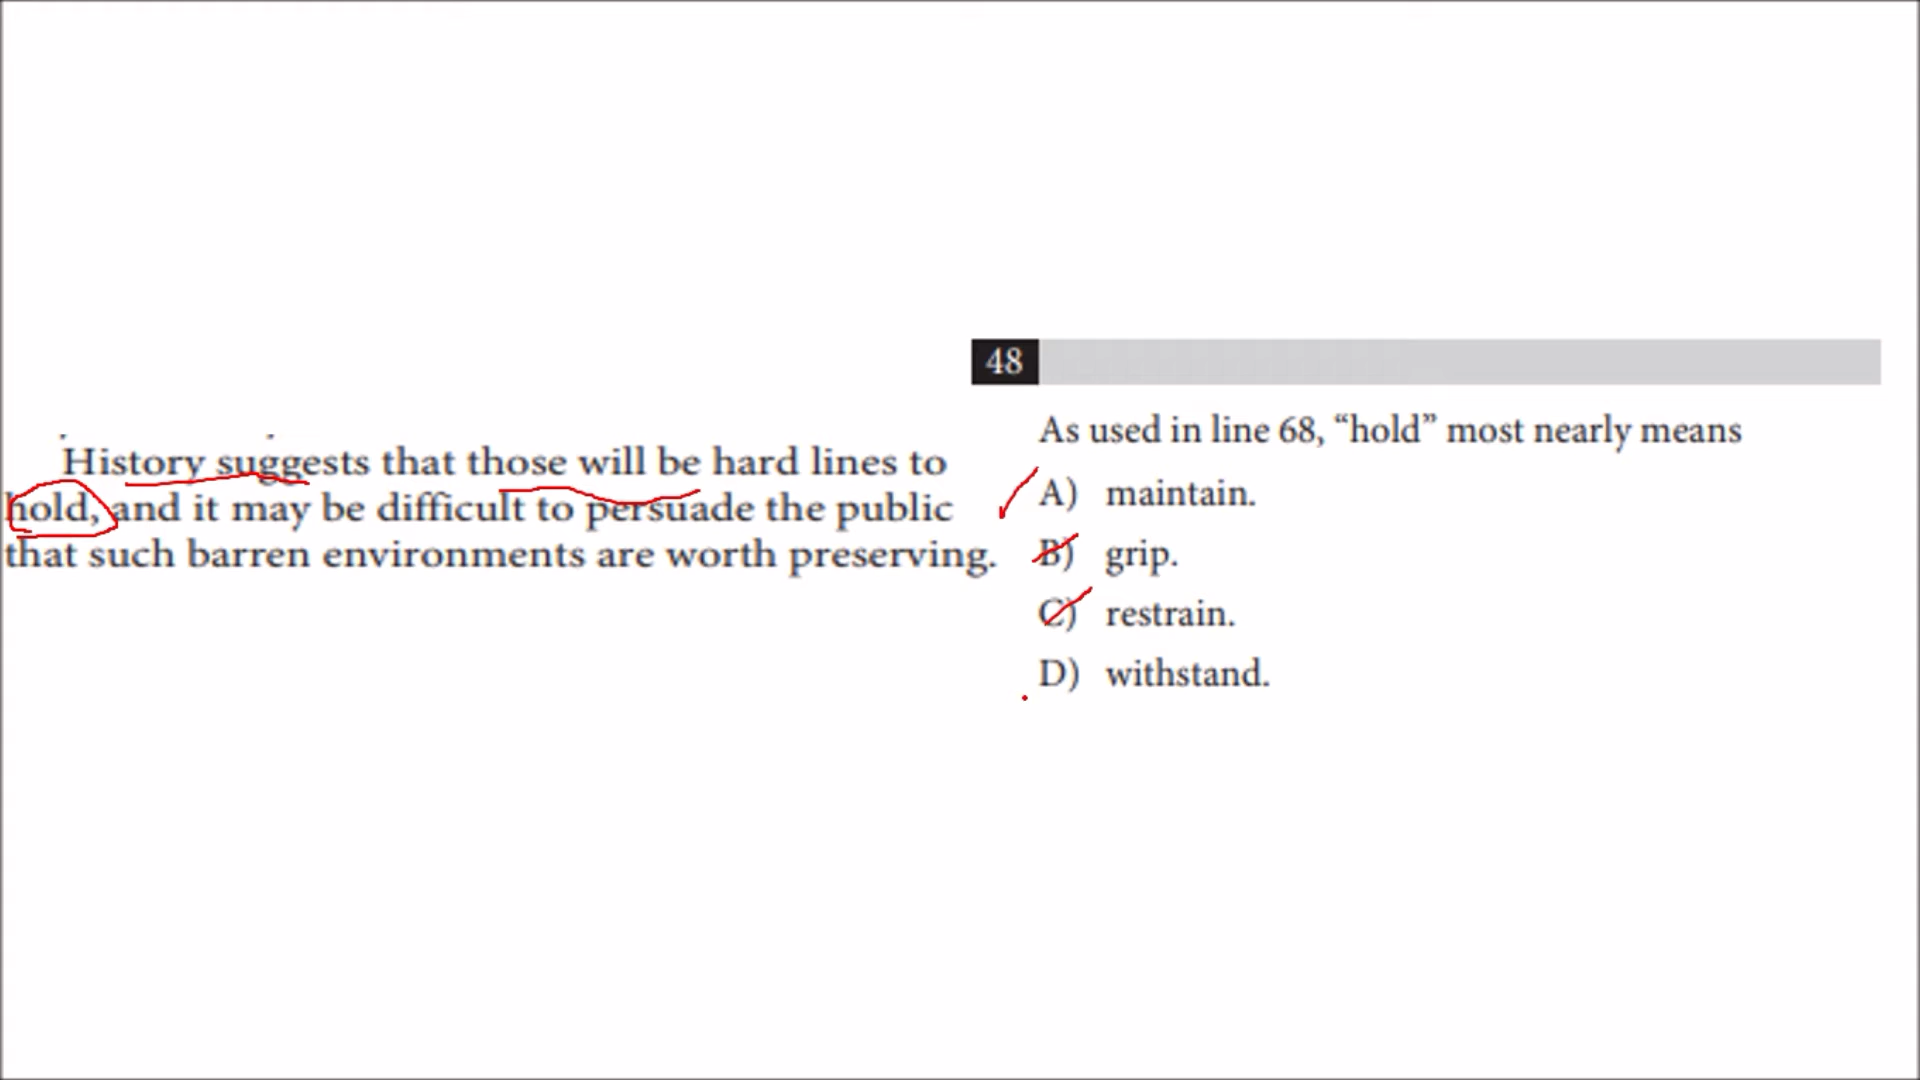 History suggests that those will be hard lines to
hold, and it may be difficult to persuade the public
that such barren environments are worth preserving.
48
As used in line 68, “hold” most nearly means
A) maintain.
B) grip.
C) restrain.
D) withstand.